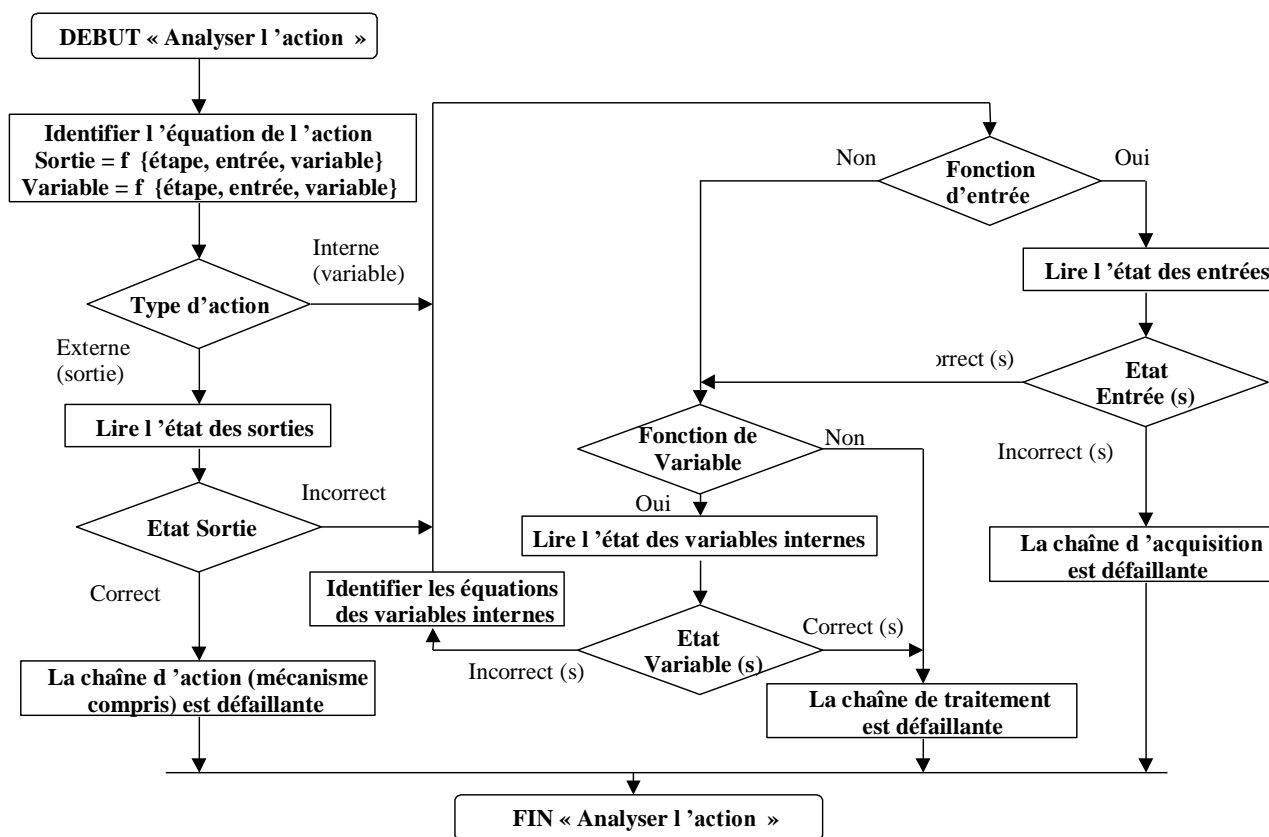 DEBUT « Analyser l ’action »
Identifier l ’équation de l ’action
Sortie = f {étape, entrée, variable}
Variable = f {étape, entrée, variable}
Interne
(variable)
Type d’action
Externe
(sortie)
Lire l ’état des sorties
Incorrect
Etat Sortie
Correct
La chaîne d ’action (mécanisme
compris) est défaillante
Identifier les équations
des variables internes
Non
Oui
Fonction
d’entrée
Lire l ’état des entrées
Etat
Entrée (s)
(s)
Incorrect (s)
La chaîne d ’acquisition
est défaillante
Fonction de
Variable
Non
Oui
Lire l ’état des variables internes
Etat
Variable (s)
Correct (s)
Incorrect (s)
La chaîne de traitement
est défaillante
FIN « Analyser l ’action »